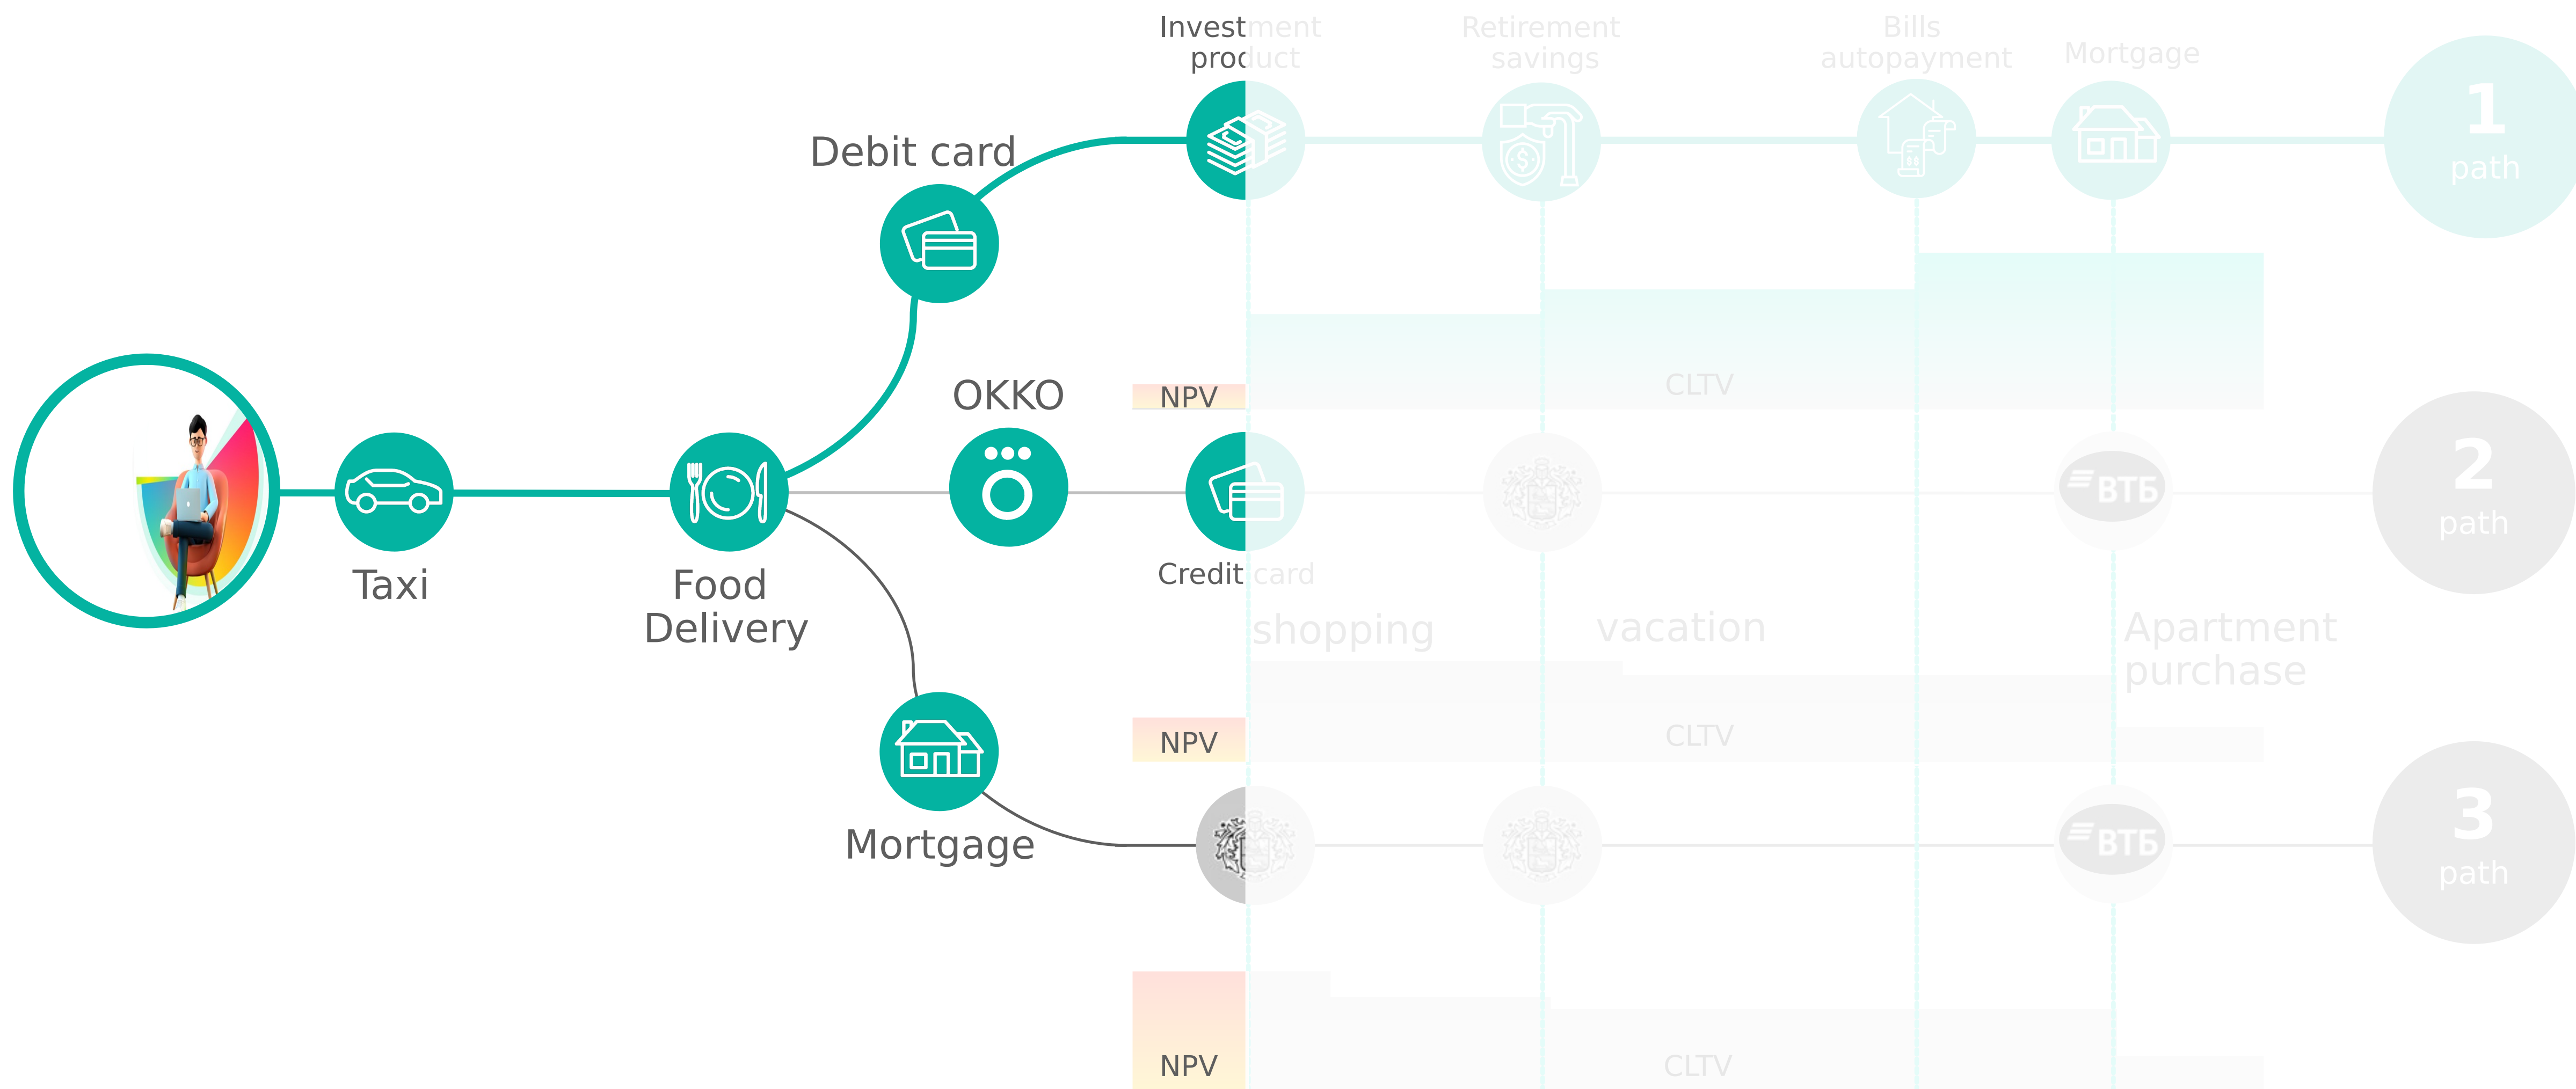 Investment
product
Retirement
savings
Bills
autopayment
Mortgage
1
path
Debit card
NPV
CLTV
OKKO
Taxi
Food
Delivery
Credit card
ВТБ
2
path
shopping
vacation
Apartment
purchase
NPV
CLTV
Mortgage
ВТБ
3
path
NPV
CLTV